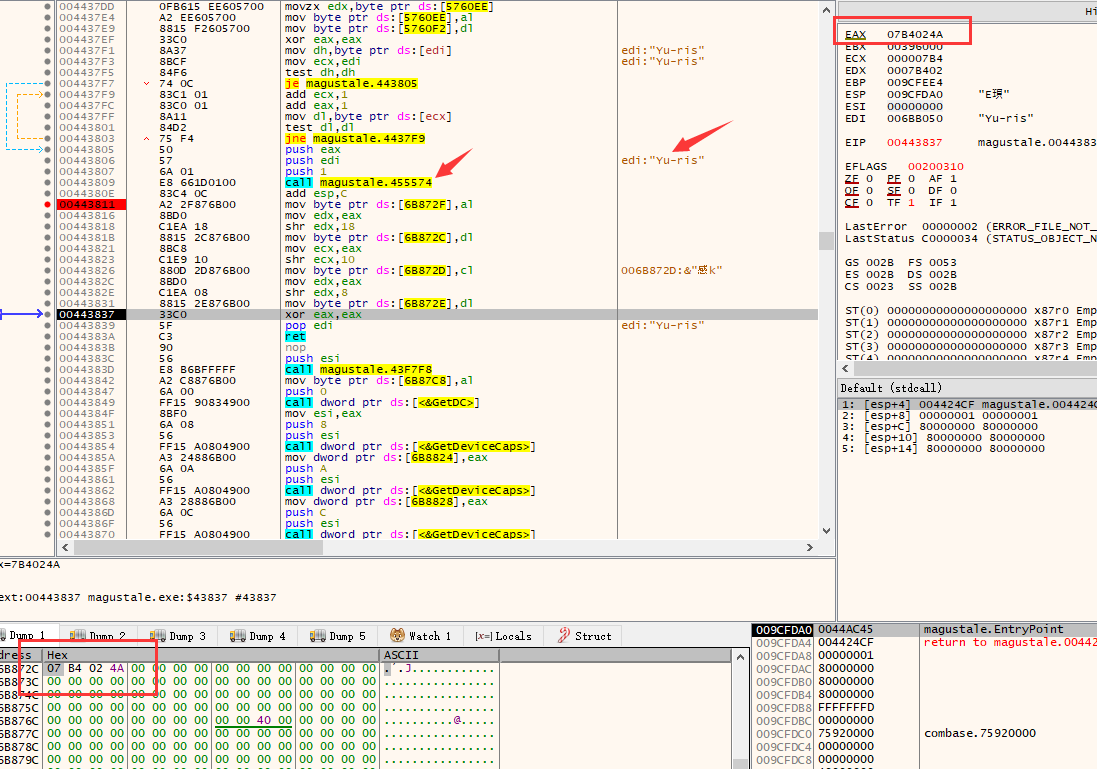 004437DD 0FB615 EE605700 movzx edx,byte ptr ds:[5760EE]
004437E4 A2 EE605700 mov byte ptr ds:[5760EE],al
004437E9 8815 F2605700 mov byte ptr ds:[5760F2],dl
004437EF 33C0 xor eax,eax
004437F1 8A37 mov dh,byte ptr ds:[edi] edi:"Yu-ris"
004437F3 8BCF mov ecx,edi edi:"Yu-ris"
004437F5 84F6 test dh,dh
004437F7 74 0C je magustale.443805
004437F9 83C1 01 add ecx,1
004437FC 83C0 01 add eax,1
004437FF 8A11 mov dl,byte ptr ds:[ecx]
00443801 84D2 test dl,dl
00443803 75 F4 jne magustale.4437F9
00443805 50 push eax
00443806 57 push edi edi:"Yu-ris"
00443807 6A 01 push 1
00443809 E8 661D0100 call magustale.455574
0044380E 83C4 0C add esp,C
00443811 A2 2F876B00 mov byte ptr ds:[6B872F],al
00443816 8BD0 mov edx,eax
00443818 C1EA 18 shr edx,18
0044381B 8815 2C876B00 mov byte ptr ds:[6B872C],dl
00443821 8BC8 mov ecx,eax
00443823 C1E9 10 shr ecx,10
00443826 880D 2D876B00 mov byte ptr ds:[6B872D],cl 006B872D:&"感k"
0044382C 8BD0 mov edx,eax
0044382E C1EA 08 shr edx,8
00443831 8815 2E876B00 mov byte ptr ds:[6B872E],dl
00443837 33C0 xor eax,eax
00443839 5F pop edi edi:"Yu-ris"
0044383A C3 ret
0044383B 90 nop
0044383C 56 push esi
0044383D E8 B6BFFFFF call magustale.43F7F8
00443842 A2 C8876B00 mov byte ptr ds:[6B87C8],al
00443847 6A 00 push 0
00443849 FF15 90834900 call dword ptr ds:[<&GetDC>]
0044384F 8BF0 mov esi,eax
00443851 6A 08 push 8
00443853 56 push esi
00443854 FF15 A0804900 call dword ptr ds:[<&GetDeviceCaps>]
0044385A A3 24886B00 mov dword ptr ds:[6B8824],eax
0044385F 6A 0A push A
00443861 56 push esi
00443862 FF15 A0804900 call dword ptr ds:[<&GetDeviceCaps>]
00443868 A3 28886B00 mov dword ptr ds:[6B8828],eax
0044386D 6A 0C push C
0044386F 56 push esi
00443870 FF15 A0804900 call dword ptr ds:[<&GetDeviceCaps>]
Hi
EAX 07B4024A
EBX 00396000
ECX 000007B4
EDX 0007B402
EBP 009CFEE4
ESP 009CFDA0 "E瑌"
ESI 00000000
EDI 006BB050 "Yu-ris"
EIP 00443837 magustale.0044383
EFLAGS 00200310
ZF 0 PF 0 AF 1
OF 0 SF 0 DF 0
CF 0 TF 1 IF 1
LastError 00000002 (ERROR_FILE_NOT_
LastStatus C0000034 (STATUS_OBJECT_N
GS 002B FS 0053
ES 002B DS 002B
CS 0023 SS 002B
ST(0) 00000000000000000000 x87r0 Emp
ST(1) 00000000000000000000 x87r1 Emp
ST(2) 00000000000000000000 x87r2 Emp
ST(3) 00000000000000000000 x87r3 Emp
ST(4) 00000000000000000000 x87r4 Emp
Default (stdcall)
1: [esp+4] 004424CF magustale.004424C
2: [esp+8] 00000001 00000001
3: [esp+C] 80000000 80000000
4: [esp+10] 80000000 80000000
5: [esp+14] 80000000 80000000
x=7B4024A
ext:00443837 magustale.exe:$43837 #43837
Dump 1 Dump 2 Dump 3 Dump 4 Dump 5 Watch 1 [x=]Locals Struct
dress Hex ASCII
6B872C 07 B4 02 4A 00 00 00 00 00 00 00 00 00 00 00 00 .´.J............
6B873C 00 00 00 00 00 00 00 00 00 00 00 00 00 00 00 00 ................
6B874C 00 00 00 00 00 00 00 00 00 00 00 00 00 00 00 00 ................
6B875C 00 00 00 00 00 00 00 00 00 00 00 00 00 00 00 00 ................
6B876C 00 00 00 00 00 00 00 00 00 00 40 00 00 00 00 00 ..........@.....
6B877C 00 00 00 00 00 00 00 00 00 00 00 00 00 00 00 00 ................
6B878C 00 00 00 00 00 00 00 00 00 00 00 00 00 00 00 00 ................
6B879C 00 00 00 00 00 00 00 00 00 00 00 00 00 00 00 00 ................
009CFDA0 0044AC45 magustale.EntryPoint
009CFDA4 004424CF return to magustale.00442
009CFDA8 00000001
009CFDAC 80000000
009CFDB0 80000000
009CFDB4 80000000
009CFDB8 FFFFFFFD
009CFDBC 00000000
009CFDC0 75920000 combase.75920000
009CFDC4 00000000
009CFDC8 00000000